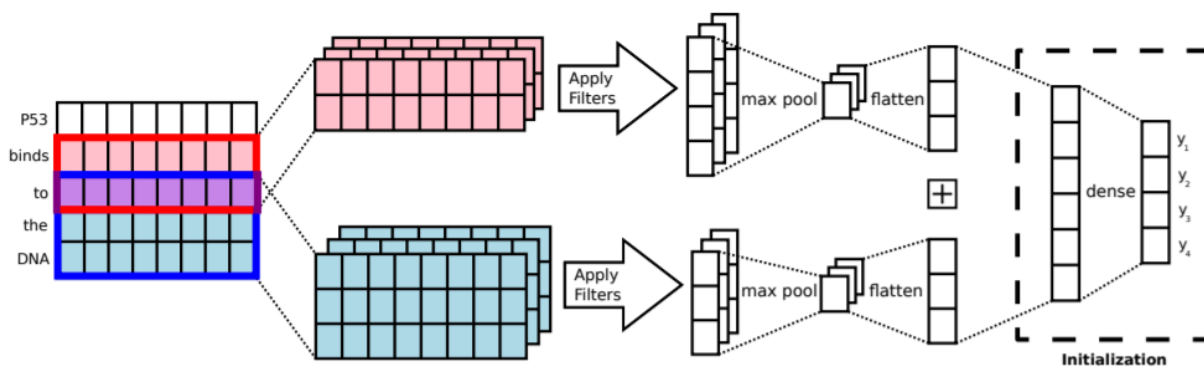 P53
binds
to
the
DNA
Apply
Filters
max pool
flatten
+
Apply
Filters
max pool
flatten
dense
y1
y2
y3
y4
Initialization